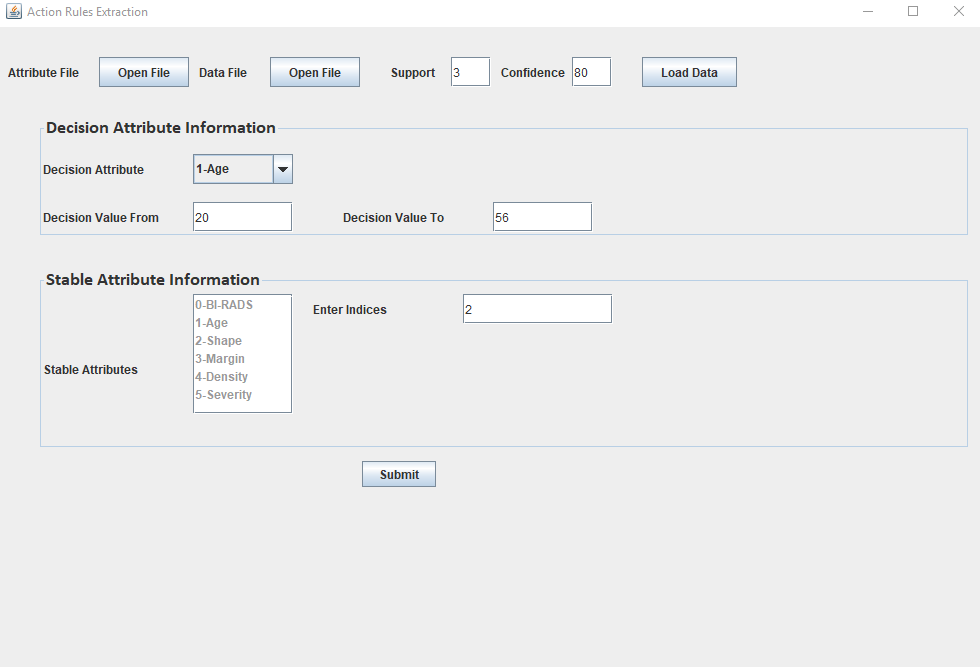 Action Rules Extraction
Attribute File Open File Data File Open File Support 3 Confidence 80 Load Data
Decision Attribute Information
Decision Attribute 1-Age
Decision Value From 20 Decision Value To 56
Stable Attribute Information
0-BI-RADS Enter Indices 2
1-Age
2-Shape
3-Margin
Stable Attributes
4-Density
5-Severity
Submit